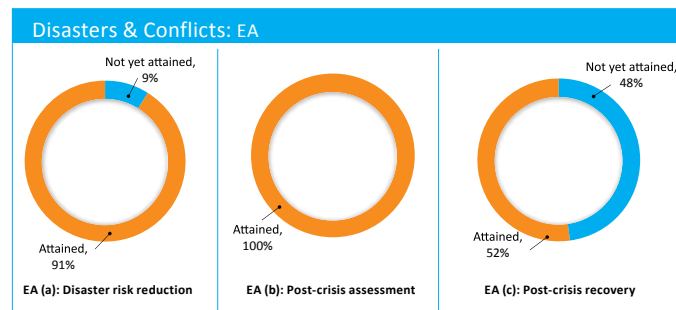 Disasters & Conflicts: EA
Not yet attained,
9%
Attained,
91%
EA (a): Disaster risk reduction
Attained,
100%
EA (b): Post-crisis assessment
Not yet attained,
48%
Attained,
52%
EA (c): Post-crisis recovery